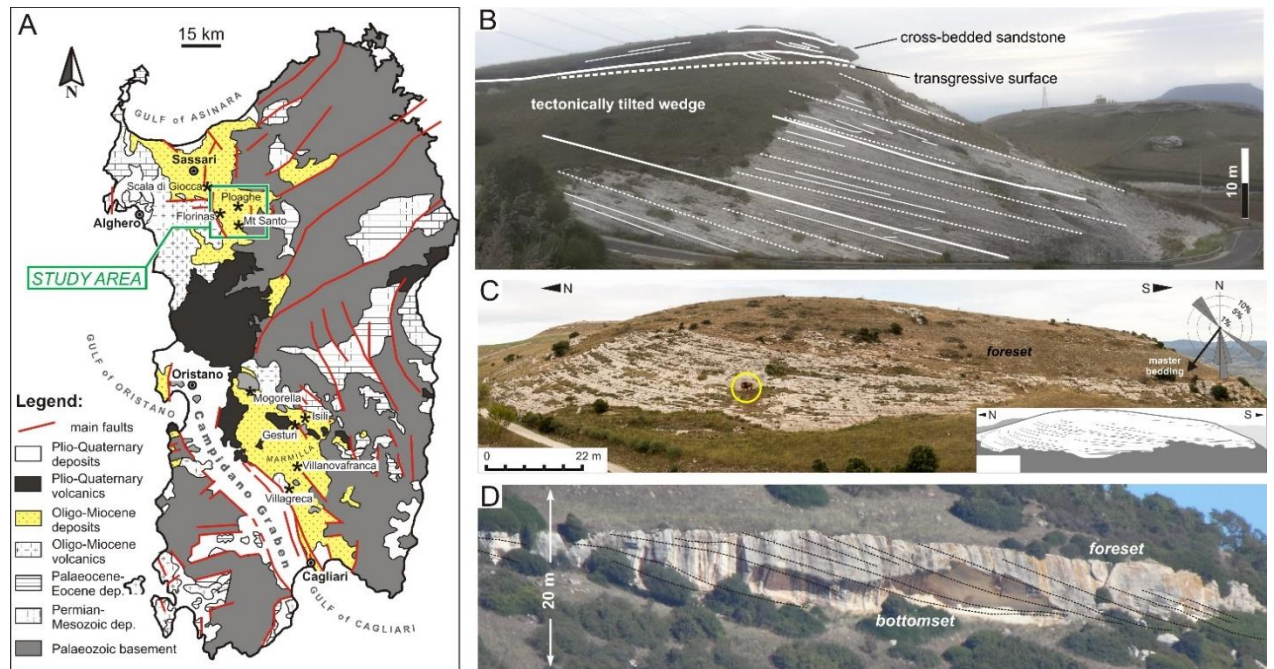 A
15 km
N
GULF of ASINARA
Sassari
Scala di Giocca
Ploaghe
Florinas
Mt Santo
Alghero
STUDY AREA
GULF of ORISTANO
Oristano
Mogorella
Isili
Gesturi
MARMILLA
Villanovafranca
Villagreca
Campidano Graben
Cagliari
GULF of CAGLIARI
Legend:
main faults
Plio-Quaternary
deposits
Plio-Quaternary
volcanics
Oligo-Miocene
deposits
Oligo-Miocene
volcanics
Palaeocene-
Eocene dep.
Permian-
Mesozoic dep.
Palaeozoic basement
B
cross-bedded sandstone
transgressive surface
tectonically tilted wedge
10 m
C
N
S
10%
5%
1%
foreset
master
bedding
N
S
0 22 m
D
20 m
foreset
bottomset